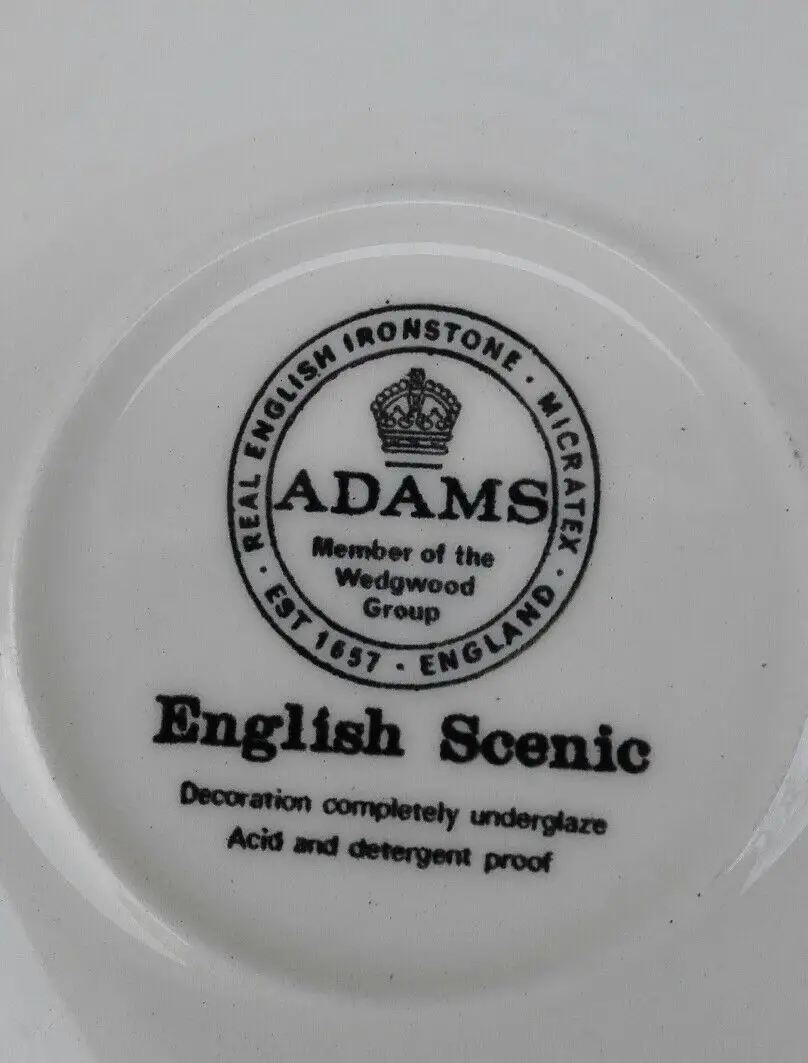 REAL ENGLISH IRONSTONE · MICRATEX ·
ADAMS
Member of the
Wedgwood
Group
· EST 1657 · ENGLAND
English Scenic
Decoration completely underglaze
Acid and detergent proof